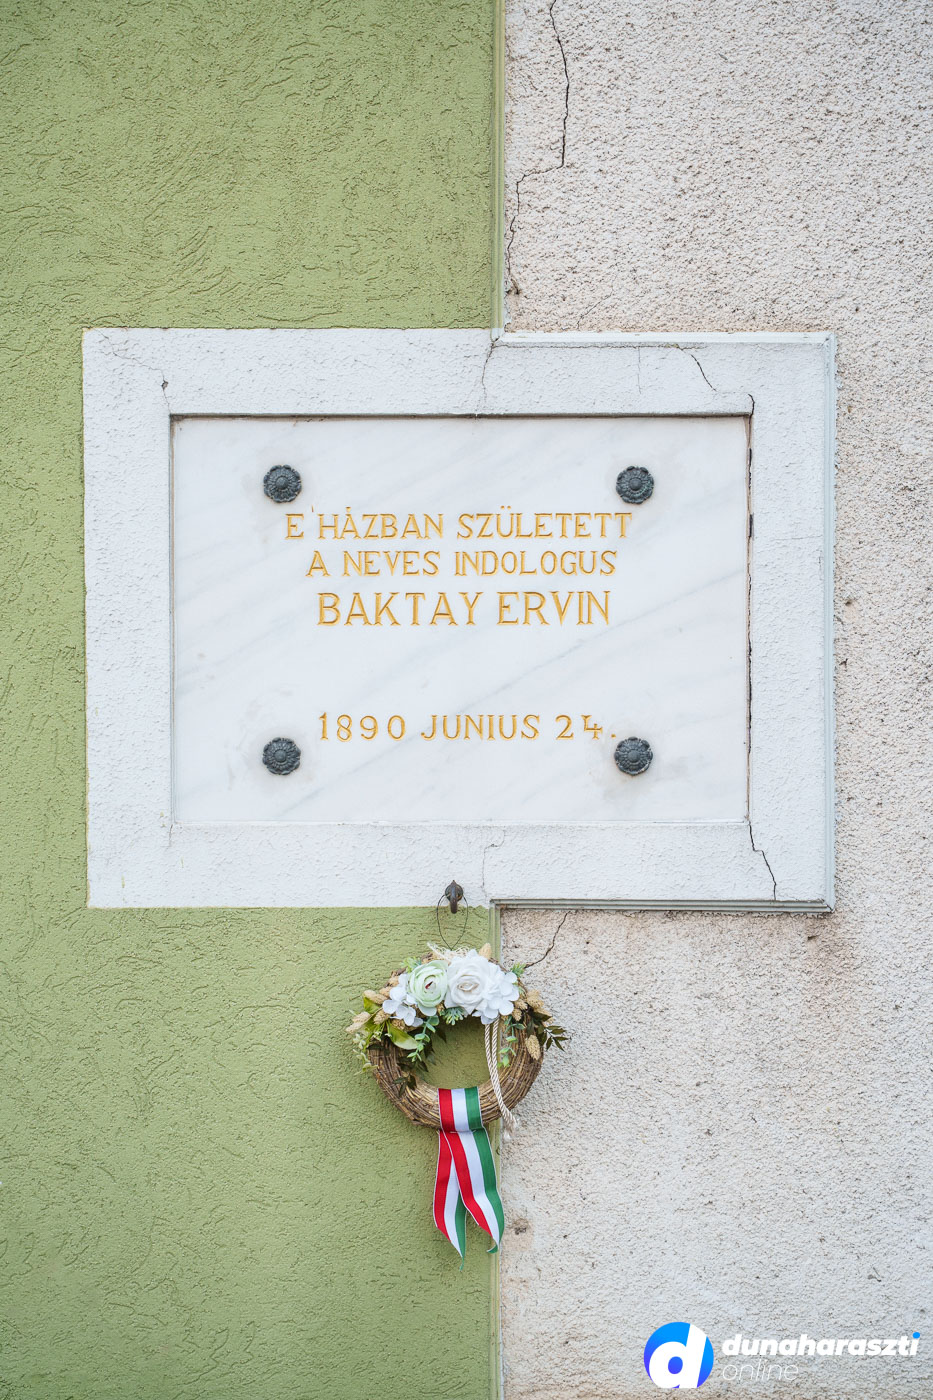 E'HÁZBAN SZÜLETETT
A NEVES INDOLOGUS
BAKTAY ERVIN
1890 JUNIUS 24.
dunaharaszti
online